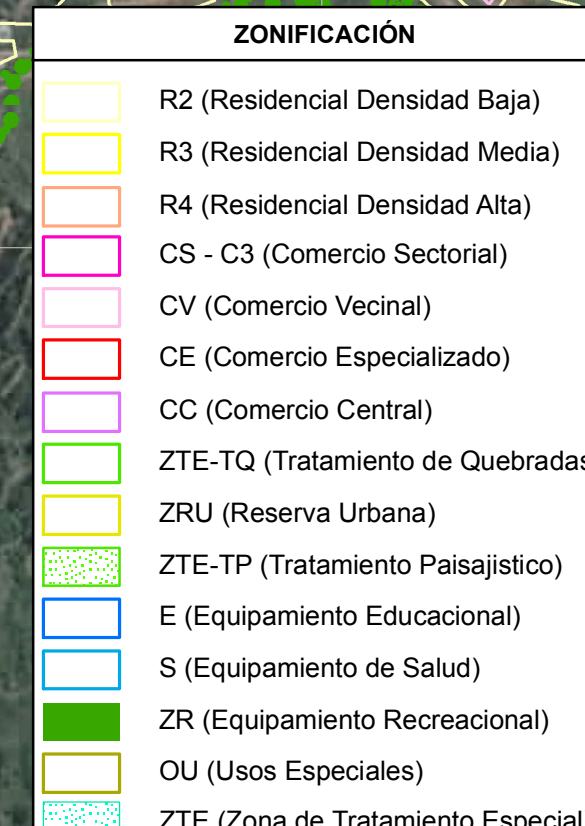 ZONIFICACIÓN
R2 (Residencial Densidad Baja)
R3 (Residencial Densidad Media)
R4 (Residencial Densidad Alta)
CS - C3 (Comercio Sectorial)
CV (Comercio Vecinal)
CE (Comercio Especializado)
CC (Comercio Central)
ZTE-TQ (Tratamiento de Quebradas
ZRU (Reserva Urbana)
ZTE-TP (Tratamiento Paisajistico)
E (Equipamiento Educacional)
S (Equipamiento de Salud)
ZR (Equipamiento Recreacional)
OU (Usos Especiales)
ZTE (Zona de Tratamiento Especial